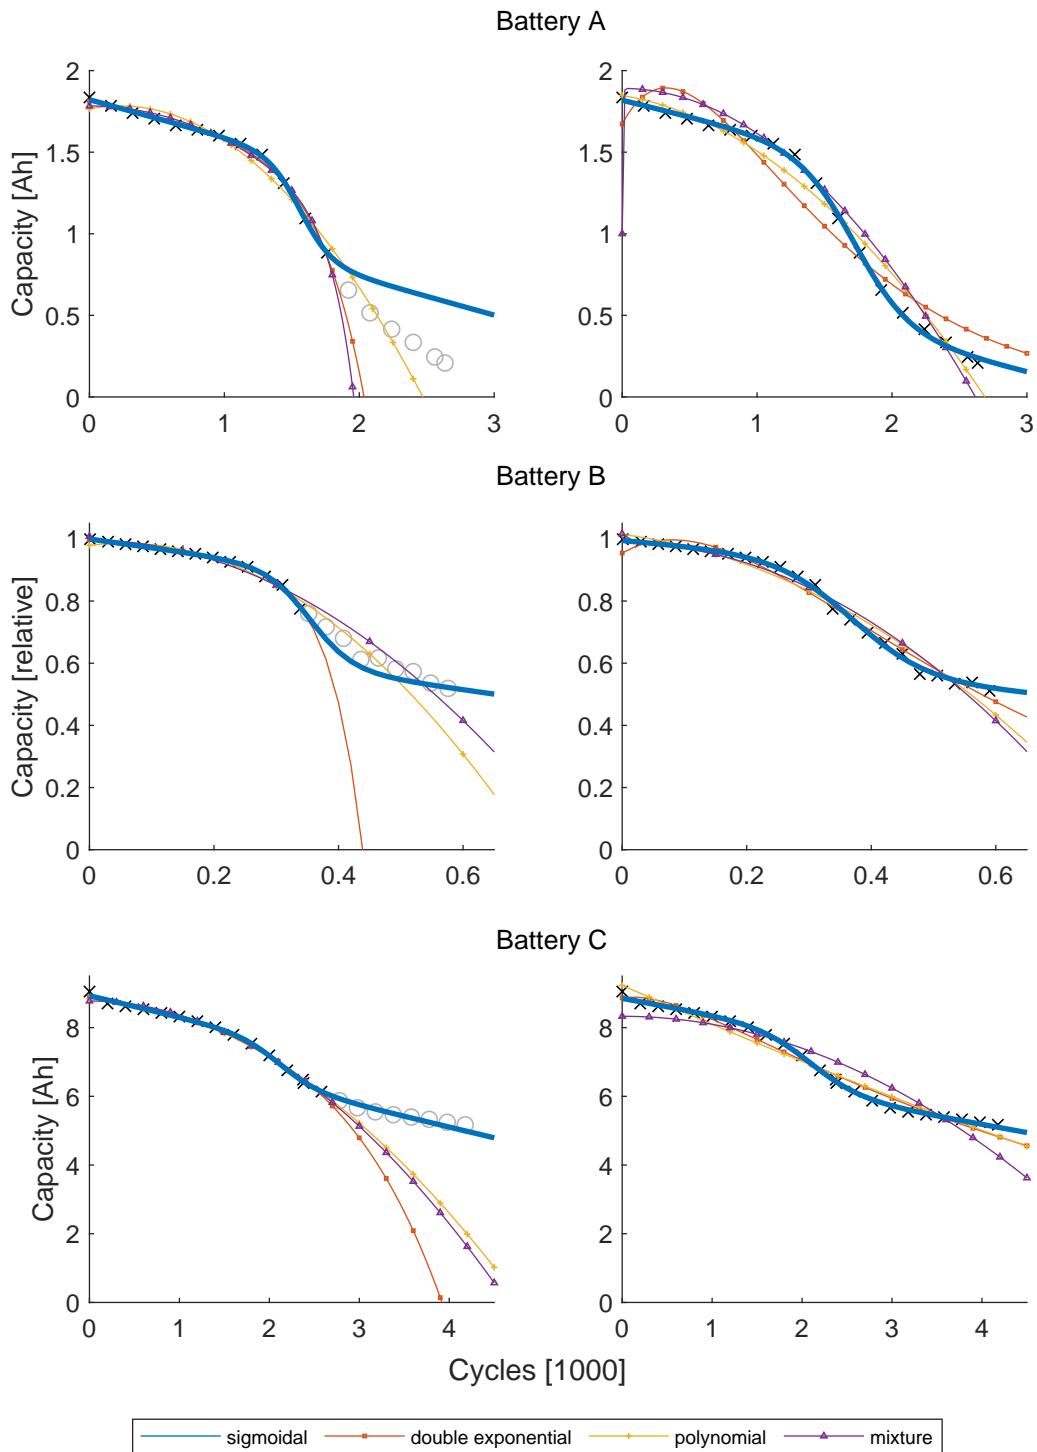 Battery A
Capacity [Ah]
2
1.5
1
0.5
0
0 1 2 3
2
1.5
1
0.5
0
0 1 2 3
Battery B
Capacity [relative]
1
0.8
0.6
0.4
0.2
0
0 0.2 0.4 0.6
1
0.8
0.6
0.4
0.2
0
0 0.2 0.4 0.6
Battery C
Capacity [Ah]
8
6
4
2
0
0 1 2 3 4
8
6
4
2
0
0 1 2 3 4
Cycles [1000]
sigmoidal double exponential polynomial mixture